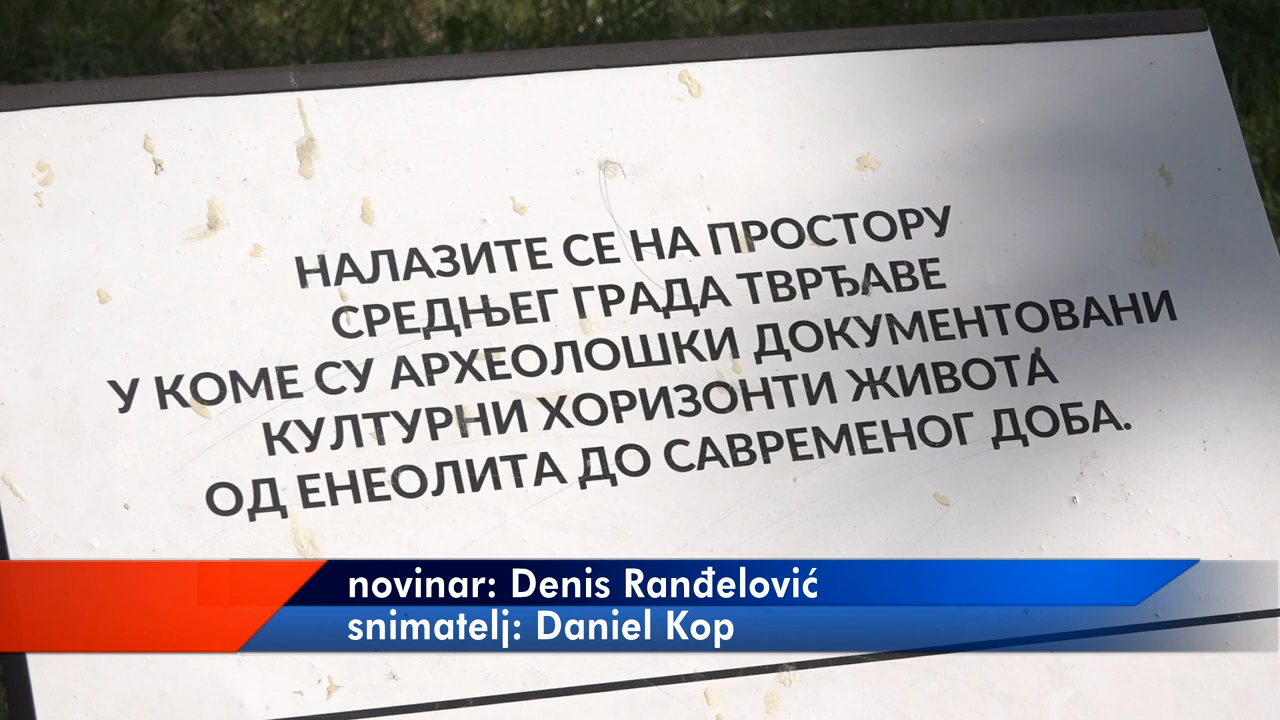 НАЛАЗИТЕ СЕ НА ПРОСТОРУ
СРЕДЊЕГ ГРАДА ТВРЂАВЕ
У КОМЕ СУ АРХЕОЛОШКИ ДОКУМЕНТОВАНИ
КУЛТУРНИ ХОРИЗОНТИ ЖИВОТА
ОД ЕНЕОЛИТА ДО САВРЕМЕНОГ ДОБА.
novinar: Denis Ranđelović
snimatelj: Daniel Kop